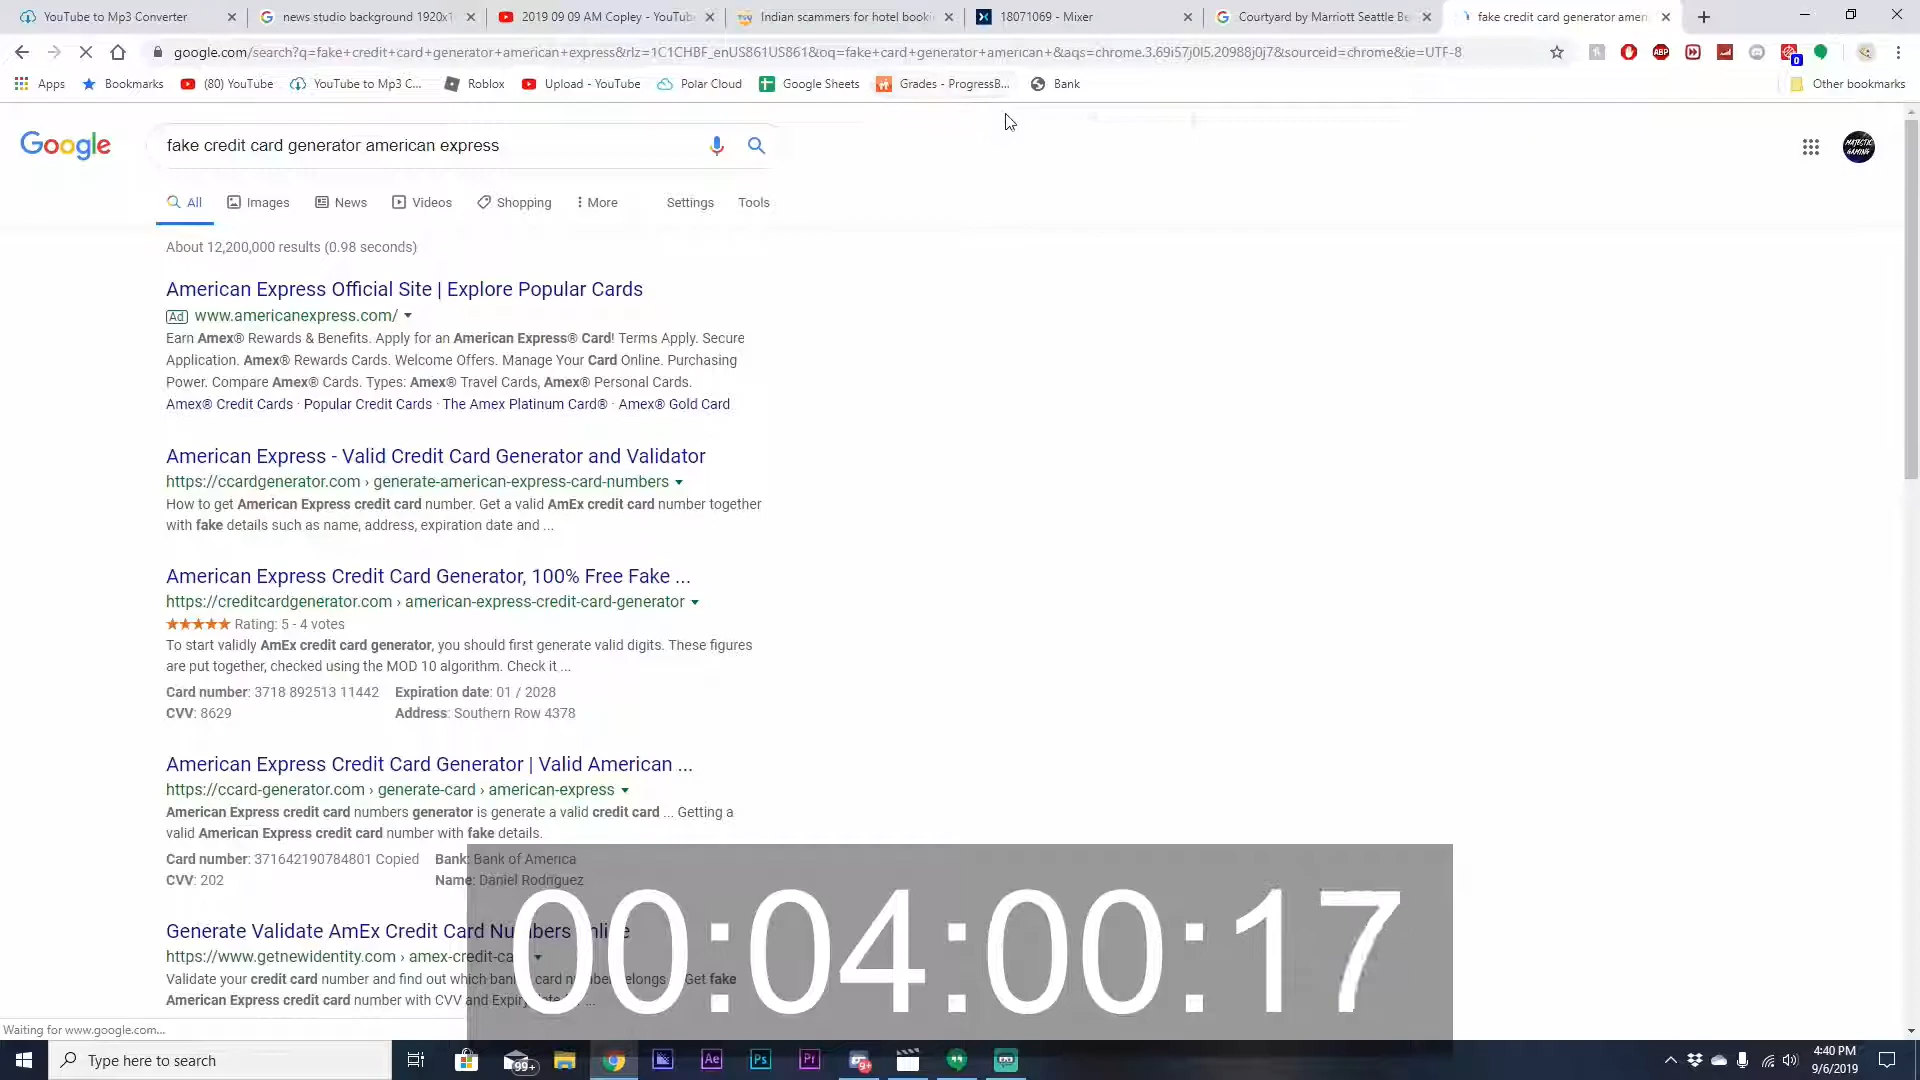 YouTube to Mp3 Converter
news studio background 1920x1
2019 09 09 AM Copley - YouTub
Indian scammers for hotel booki
18071069 - Mixer
Courtyard by Marriott Seattle Be
fake credit card generator ameri
google.com/search?q=fake+credit+card+generator+american+express&rlz=1C1CHBF_enUS861US861&oq=fake+card+generator+american+&aqs=chrome.3.69i57j0l5.20988j0j7&sourceid=chrome&ie=UTF-8
ABP
0
Apps
Bookmarks
(80) YouTube
YouTube to Mp3 C...
Roblox
Upload - YouTube
Polar Cloud
Google Sheets
Grades - ProgressB...
Bank
Other bookmarks
Google
fake credit card generator american express
MAJESTIC GAMING
All
Images
News
Videos
Shopping
More
Settings
Tools
About 12,200,000 results (0.98 seconds)
American Express Official Site | Explore Popular Cards
Ad www.americanexpress.com/
Earn Amex® Rewards & Benefits. Apply for an American Express® Card! Terms Apply. Secure
Application. Amex® Rewards Cards. Welcome Offers. Manage Your Card Online. Purchasing
Power. Compare Amex® Cards. Types: Amex® Travel Cards, Amex® Personal Cards.
Amex® Credit Cards · Popular Credit Cards · The Amex Platinum Card® · Amex® Gold Card
American Express - Valid Credit Card Generator and Validator
https://ccardgenerator.com › generate-american-express-card-numbers
How to get American Express credit card number. Get a valid AmEx credit card number together
with fake details such as name, address, expiration date and ...
American Express Credit Card Generator, 100% Free Fake ...
https://creditcardgenerator.com › american-express-credit-card-generator
Rating: 5 - 4 votes
To start validly AmEx credit card generator, you should first generate valid digits. These figures
are put together, checked using the MOD 10 algorithm. Check it ...
Card number: 3718 892513 11442 Expiration date: 01 / 2028
CVV: 8629 Address: Southern Row 4378
American Express Credit Card Generator | Valid American ...
https://ccard-generator.com › generate-card › american-express
American Express credit card numbers generator is generate a valid credit card ... Getting a
valid American Express credit card number with fake details.
Card number: 371642190784801 Copied Bank: Bank of America
CVV: 202 Name: Daniel Rodriguez
Generate Validate AmEx Credit Card Numbers Online
https://www.getnewidentity.com › amex-credit-ca
Validate your credit card number and find out which bank card number belongs Get fake
American Express credit card number with CVV and Expiry
00:04:00:17
Waiting for www.google.com...
Type here to search
99+
Ae
Ps
Pr
9+
4:40 PM
9/6/2019